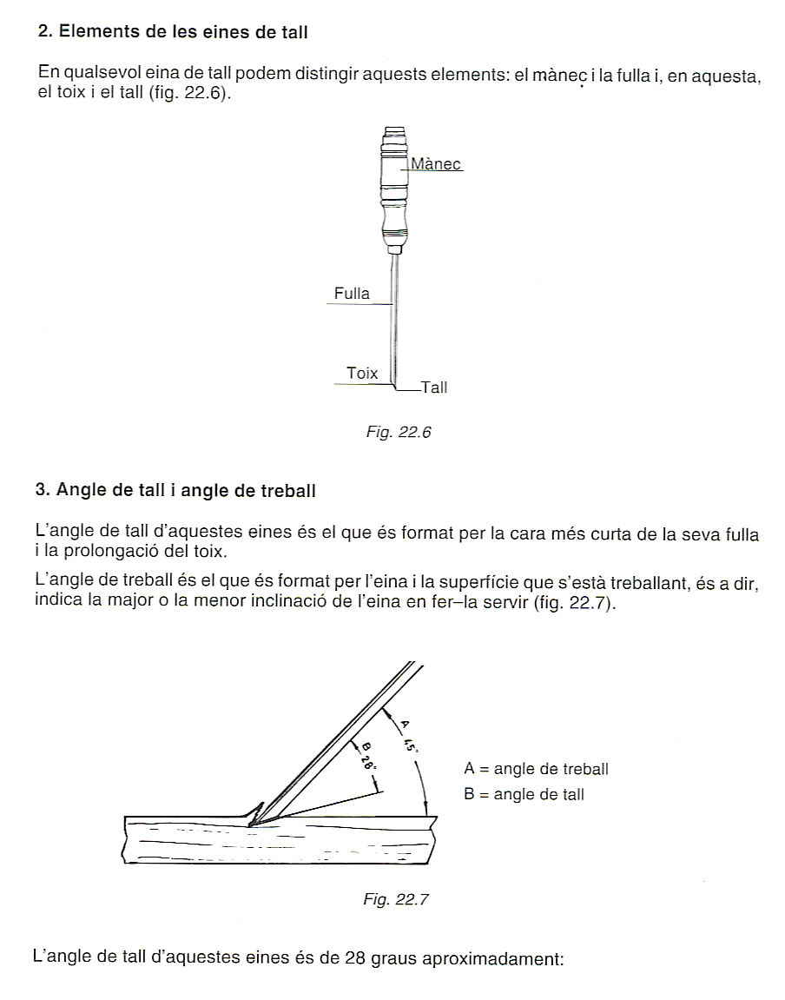 2. Elements de les eines de tall
En qualsevol eina de tall podem distingir aquests elements: el mànec i la fulla i, en aquesta,
el toix i el tall (fig. 22.6).
Mànec
Fulla
Toix
Tall
Fig. 22.6
3. Angle de tall i angle de treball
L'angle de tall d'aquestes eines és el que és format per la cara més curta de la seva fulla
i la prolongació del toix.
L'angle de treball és el que és format per l'eina i la superfície que s'està treballant, és a dir,
indica la major o la menor inclinació de l'eina en fer–la servir (fig. 22.7).
A 45°
B 28°
A = angle de treball
B = angle de tall
Fig. 22.7
L'angle de tall d'aquestes eines és de 28 graus aproximadament: